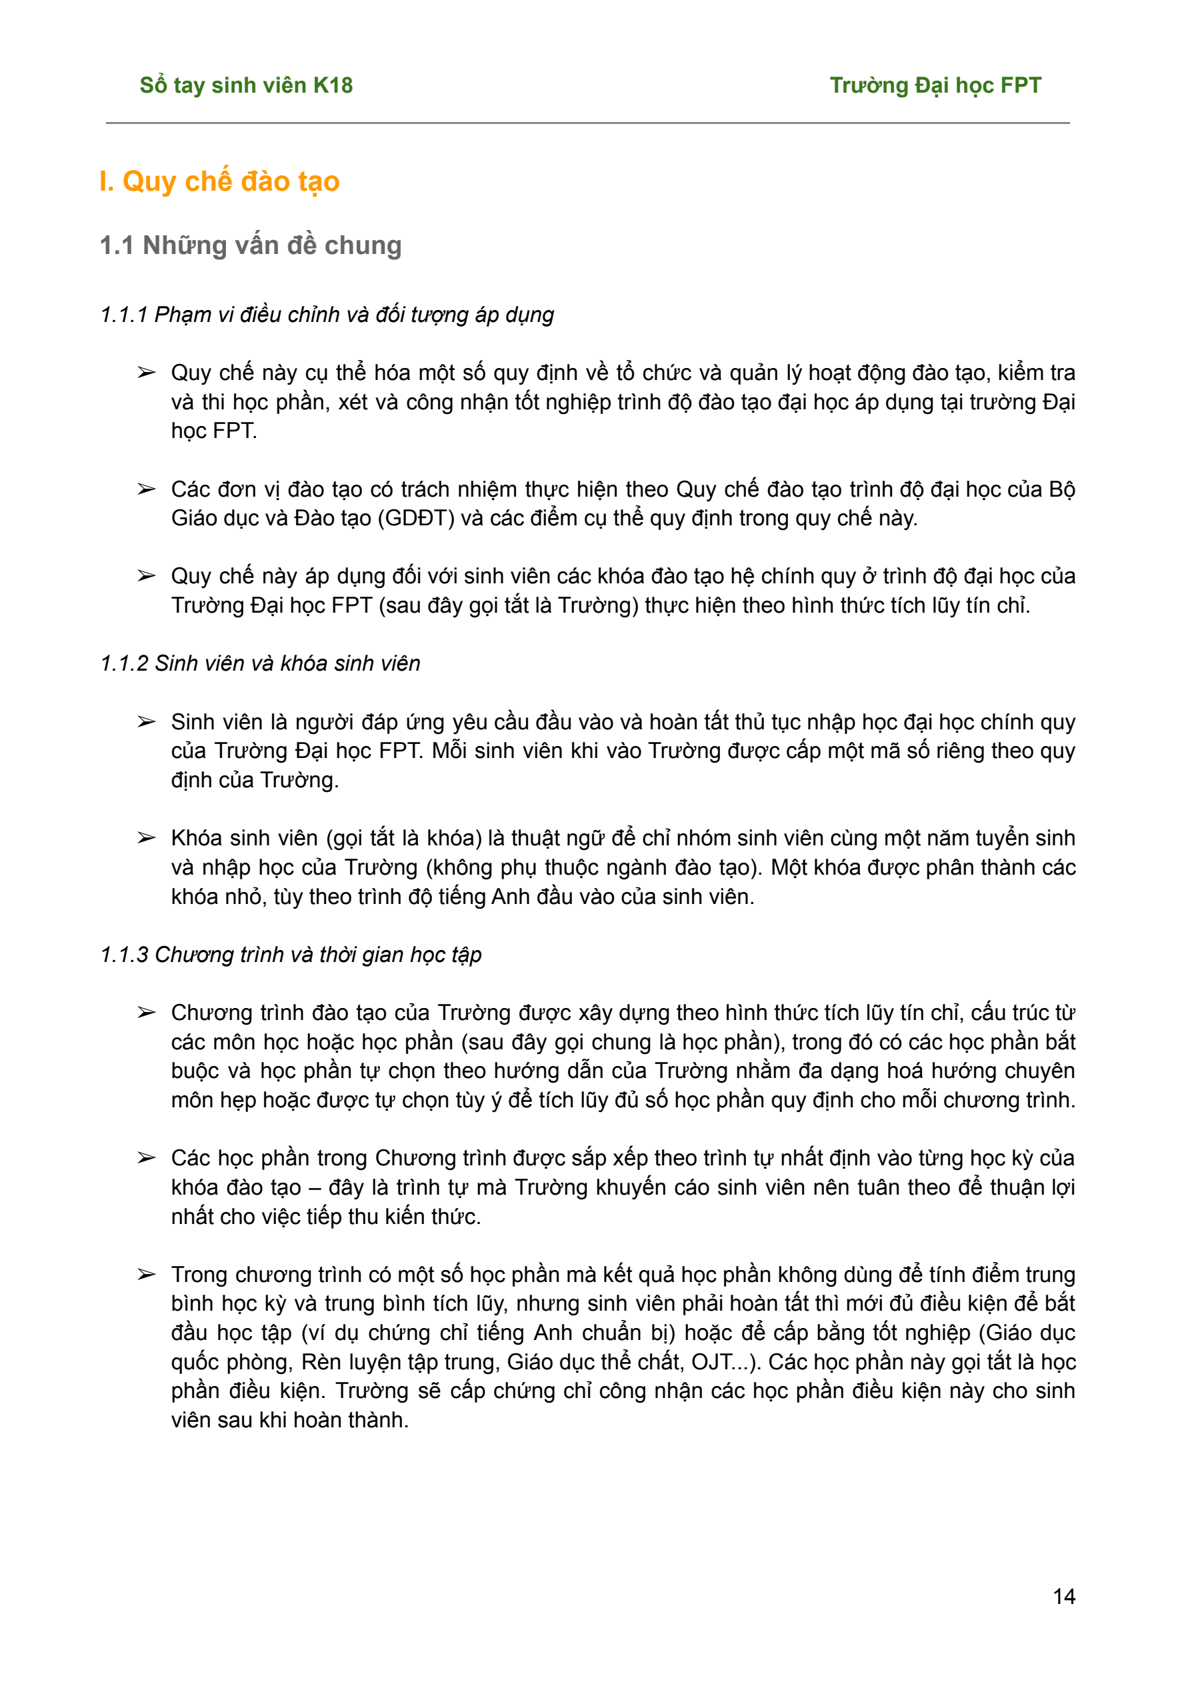 Sổ tay sinh viên K18 Trường Đại học FPT
I. Quy chế đào tạo
1.1 Những vấn đề chung
1.1.1 Phạm vi điều chỉnh và đối tượng áp dụng
➢ Quy chế này cụ thể hóa một số quy định về tổ chức và quản lý hoạt động đào tạo, kiểm tra
và thi học phần, xét và công nhận tốt nghiệp trình độ đào tạo đại học áp dụng tại trường Đại
học FPT.
➢ Các đơn vị đào tạo có trách nhiệm thực hiện theo Quy chế đào tạo trình độ đại học của Bộ
Giáo dục và Đào tạo (GDĐT) và các điểm cụ thể quy định trong quy chế này.
➢ Quy chế này áp dụng đối với sinh viên các khóa đào tạo hệ chính quy ở trình độ đại học của
Trường Đại học FPT (sau đây gọi tắt là Trường) thực hiện theo hình thức tích lũy tín chỉ.
1.1.2 Sinh viên và khóa sinh viên
➢ Sinh viên là người đáp ứng yêu cầu đầu vào và hoàn tất thủ tục nhập học đại học chính quy
của Trường Đại học FPT. Mỗi sinh viên khi vào Trường được cấp một mã số riêng theo quy
định của Trường.
➢ Khóa sinh viên (gọi tắt là khóa) là thuật ngữ để chỉ nhóm sinh viên cùng một năm tuyển sinh
và nhập học của Trường (không phụ thuộc ngành đào tạo). Một khóa được phân thành các
khóa nhỏ, tùy theo trình độ tiếng Anh đầu vào của sinh viên.
1.1.3 Chương trình và thời gian học tập
➢ Chương trình đào tạo của Trường được xây dựng theo hình thức tích lũy tín chỉ, cấu trúc từ
các môn học hoặc học phần (sau đây gọi chung là học phần), trong đó có các học phần bắt
buộc và học phần tự chọn theo hướng dẫn của Trường nhằm đa dạng hoá hướng chuyên
môn hẹp hoặc được tự chọn tùy ý để tích lũy đủ số học phần quy định cho mỗi chương trình.
➢ Các học phần trong Chương trình được sắp xếp theo trình tự nhất định vào từng học kỳ của
khóa đào tạo – đây là trình tự mà Trường khuyến cáo sinh viên nên tuân theo để thuận lợi
nhất cho việc tiếp thu kiến thức.
➢ Trong chương trình có một số học phần mà kết quả học phần không dùng để tính điểm trung
bình học kỳ và trung bình tích lũy, nhưng sinh viên phải hoàn tất thì mới đủ điều kiện để bắt
đầu học tập (ví dụ chứng chỉ tiếng Anh chuẩn bị) hoặc để cấp bằng tốt nghiệp (Giáo dục
quốc phòng, Rèn luyện tập trung, Giáo dục thể chất, OJT...). Các học phần này gọi tắt là học
phần điều kiện. Trường sẽ cấp chứng chỉ công nhận các học phần điều kiện này cho sinh
viên sau khi hoàn thành.
14